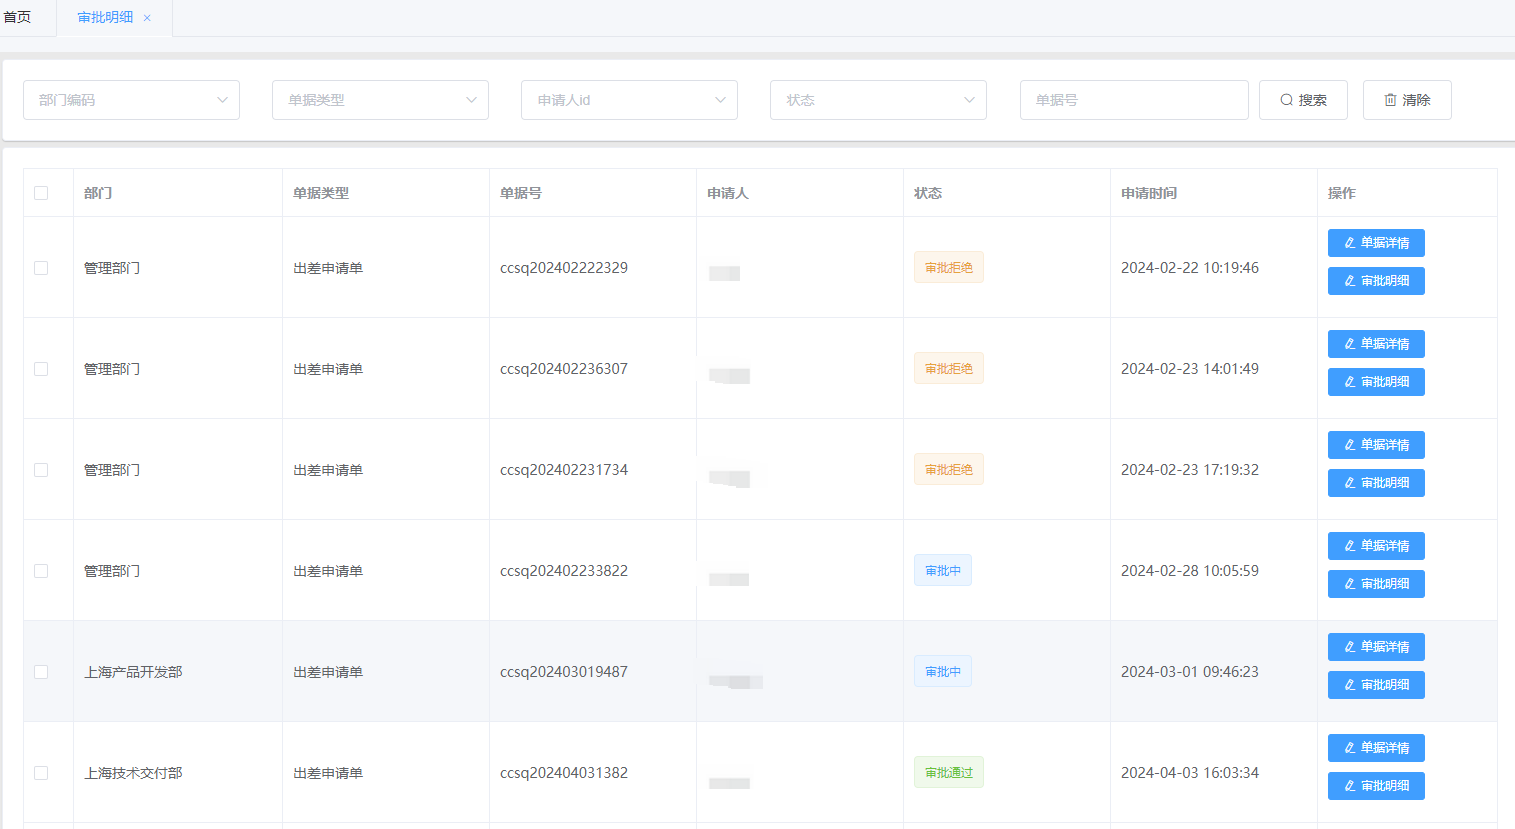 首页 审批明细 ×
部门编码 单据类型 申请人id 状态 单据号 搜索 清除
部门 单据类型 单据号 申请人 状态 申请时间 操作
管理部门 出差申请单 ccsq202402222329 审批拒绝 2024-02-22 10:19:46 单据详情
审批明细
管理部门 出差申请单 ccsq202402236307 审批拒绝 2024-02-23 14:01:49 单据详情
审批明细
管理部门 出差申请单 ccsq202402231734 审批拒绝 2024-02-23 17:19:32 单据详情
审批明细
管理部门 出差申请单 ccsq202402233822 审批中 2024-02-28 10:05:59 单据详情
审批明细
上海产品开发部 出差申请单 ccsq202403019487 审批中 2024-03-01 09:46:23 单据详情
审批明细
上海技术交付部 出差申请单 ccsq202404031382 审批通过 2024-04-03 16:03:34 单据详情
审批明细